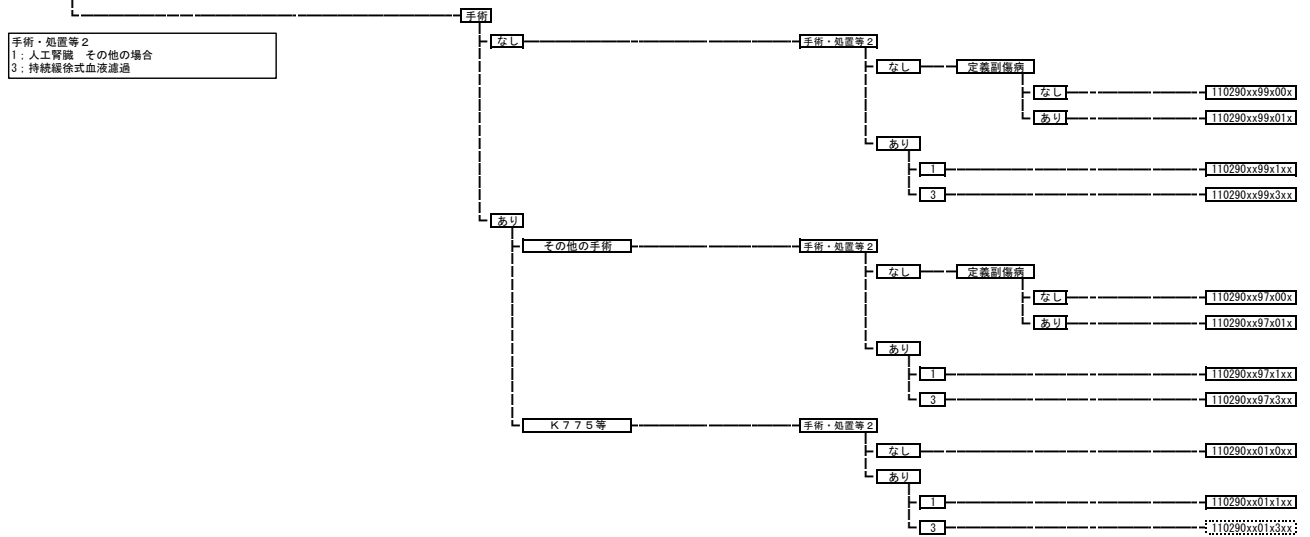 手術
手術・処置等2
1；人工腎臓　その他の場合
3；持続緩徐式血液濾過
なし 手術・処置等2
なし 定義副傷病
なし 110290xx99x00x
あり 110290xx99x01x
あり
1 110290xx99x1xx
3 110290xx99x3xx
あり
その他の手術 手術・処置等2
なし 定義副傷病
なし 110290xx97x00x
あり 110290xx97x01x
あり
1 110290xx97x1xx
3 110290xx97x3xx
K775等 手術・処置等2
なし 110290xx01x0xx
あり
1 110290xx01x1xx
3 110290xx01x3xx